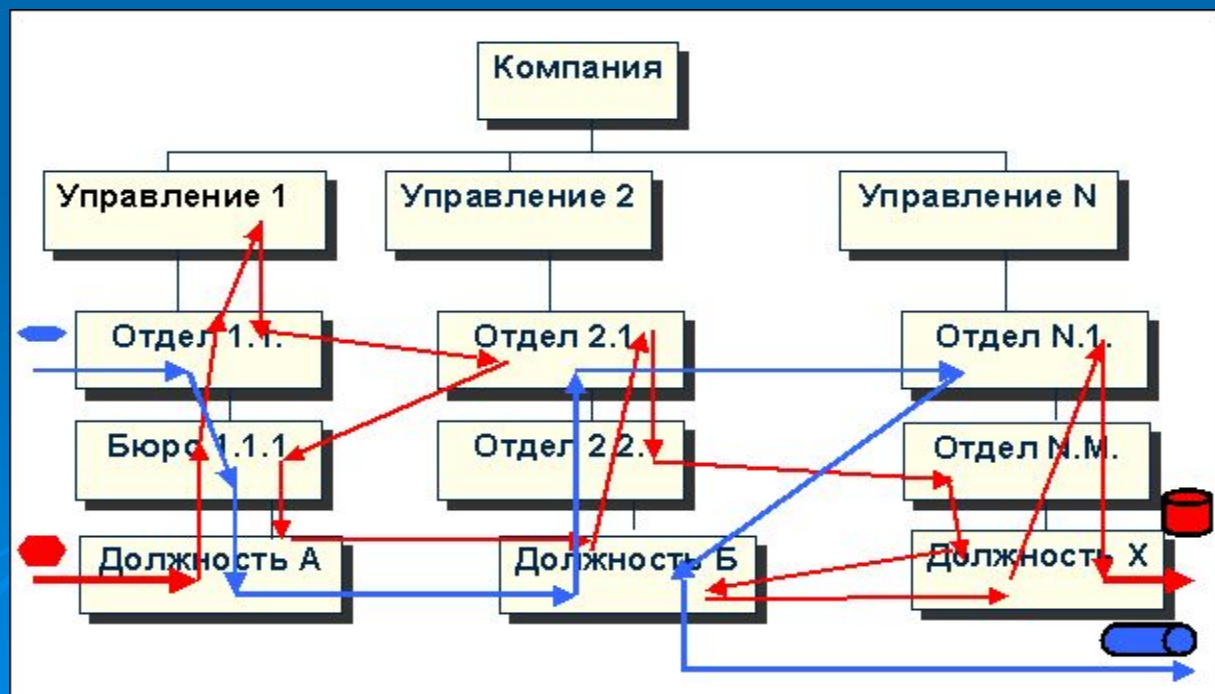 Компания
Управление 1
Управление 2
Управление N
Отдел 1.1.
Отдел 2.1
Отдел N.1.
Бюро 1.1.1
Отдел 2.2.
Отдел N.M.
Должность А
Должность Б
Должность X